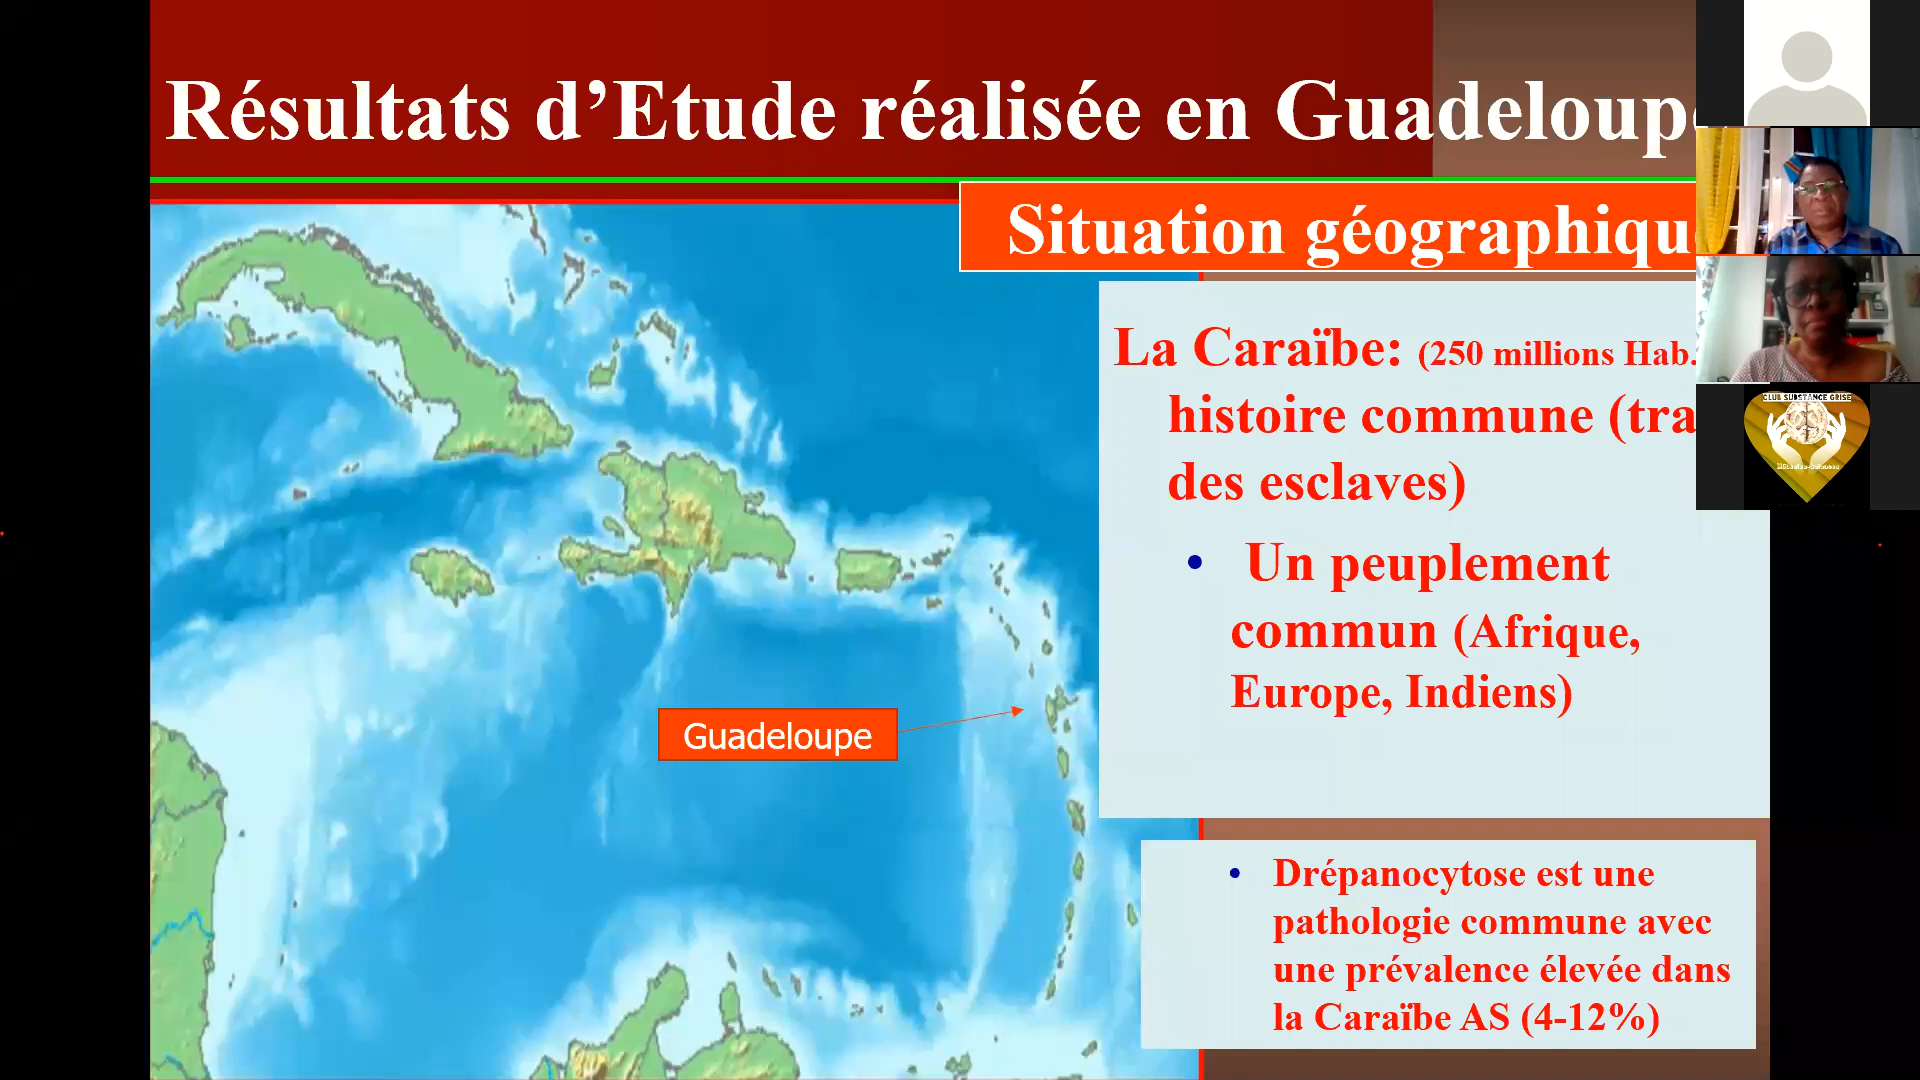 Résultats d’Etude réalisée en Guadeloupe
Situation géographiqu
La Caraïbe: (250 millions Hab.
histoire commune (tra
des esclaves)
• Un peuplement
commun (Afrique,
Europe, Indiens)
Guadeloupe
• Drépanocytose est une
pathologie commune avec
une prévalence élevée dans
la Caraïbe AS (4-12%)
CLUB SUBSTANCE GRISE